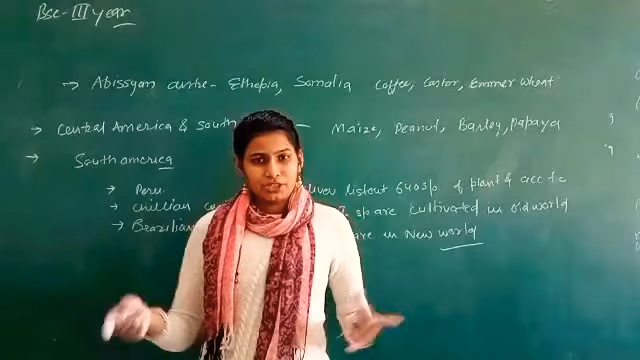 Bsc-III year
→ Abissyan centre- Ethopia, Somalia Coffee, Castor, Emmer wheat
→ Central America & South – Maize, Peanut, Barley, Papaya
→ South america
→ Peru. listout 640 sp of plant & acc to
→ sp are cultivated in old world
→ Brazilian are in New world